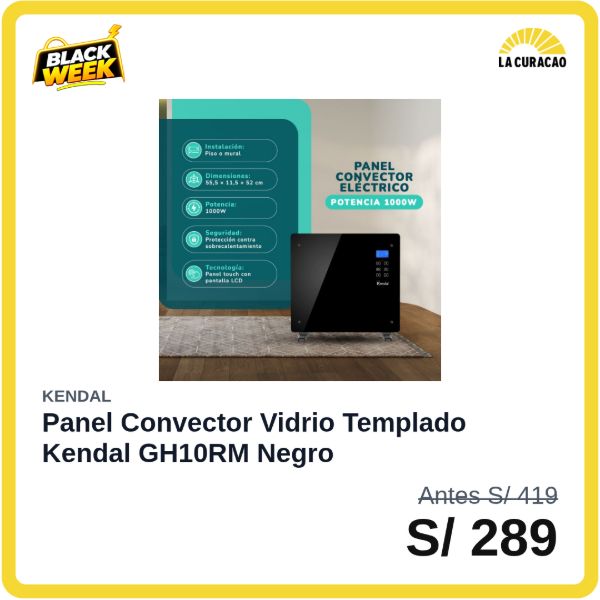 BLACK
WEEK
LA CURACAO
Instalación:
Piso o mural
Dimensiones:
55,5 x 11,5 x 52 cm
Potencia:
1000W
Seguridad:
Protección contra
sobrecalentamiento
Tecnología:
Panel touch con
pantalla LCD
PANEL
CONVECTOR
ELÉCTRICO
POTENCIA 1000W
Kendal
KENDAL
Panel Convector Vidrio Templado
Kendal GH10RM Negro
Antes S/ 419
S/ 289